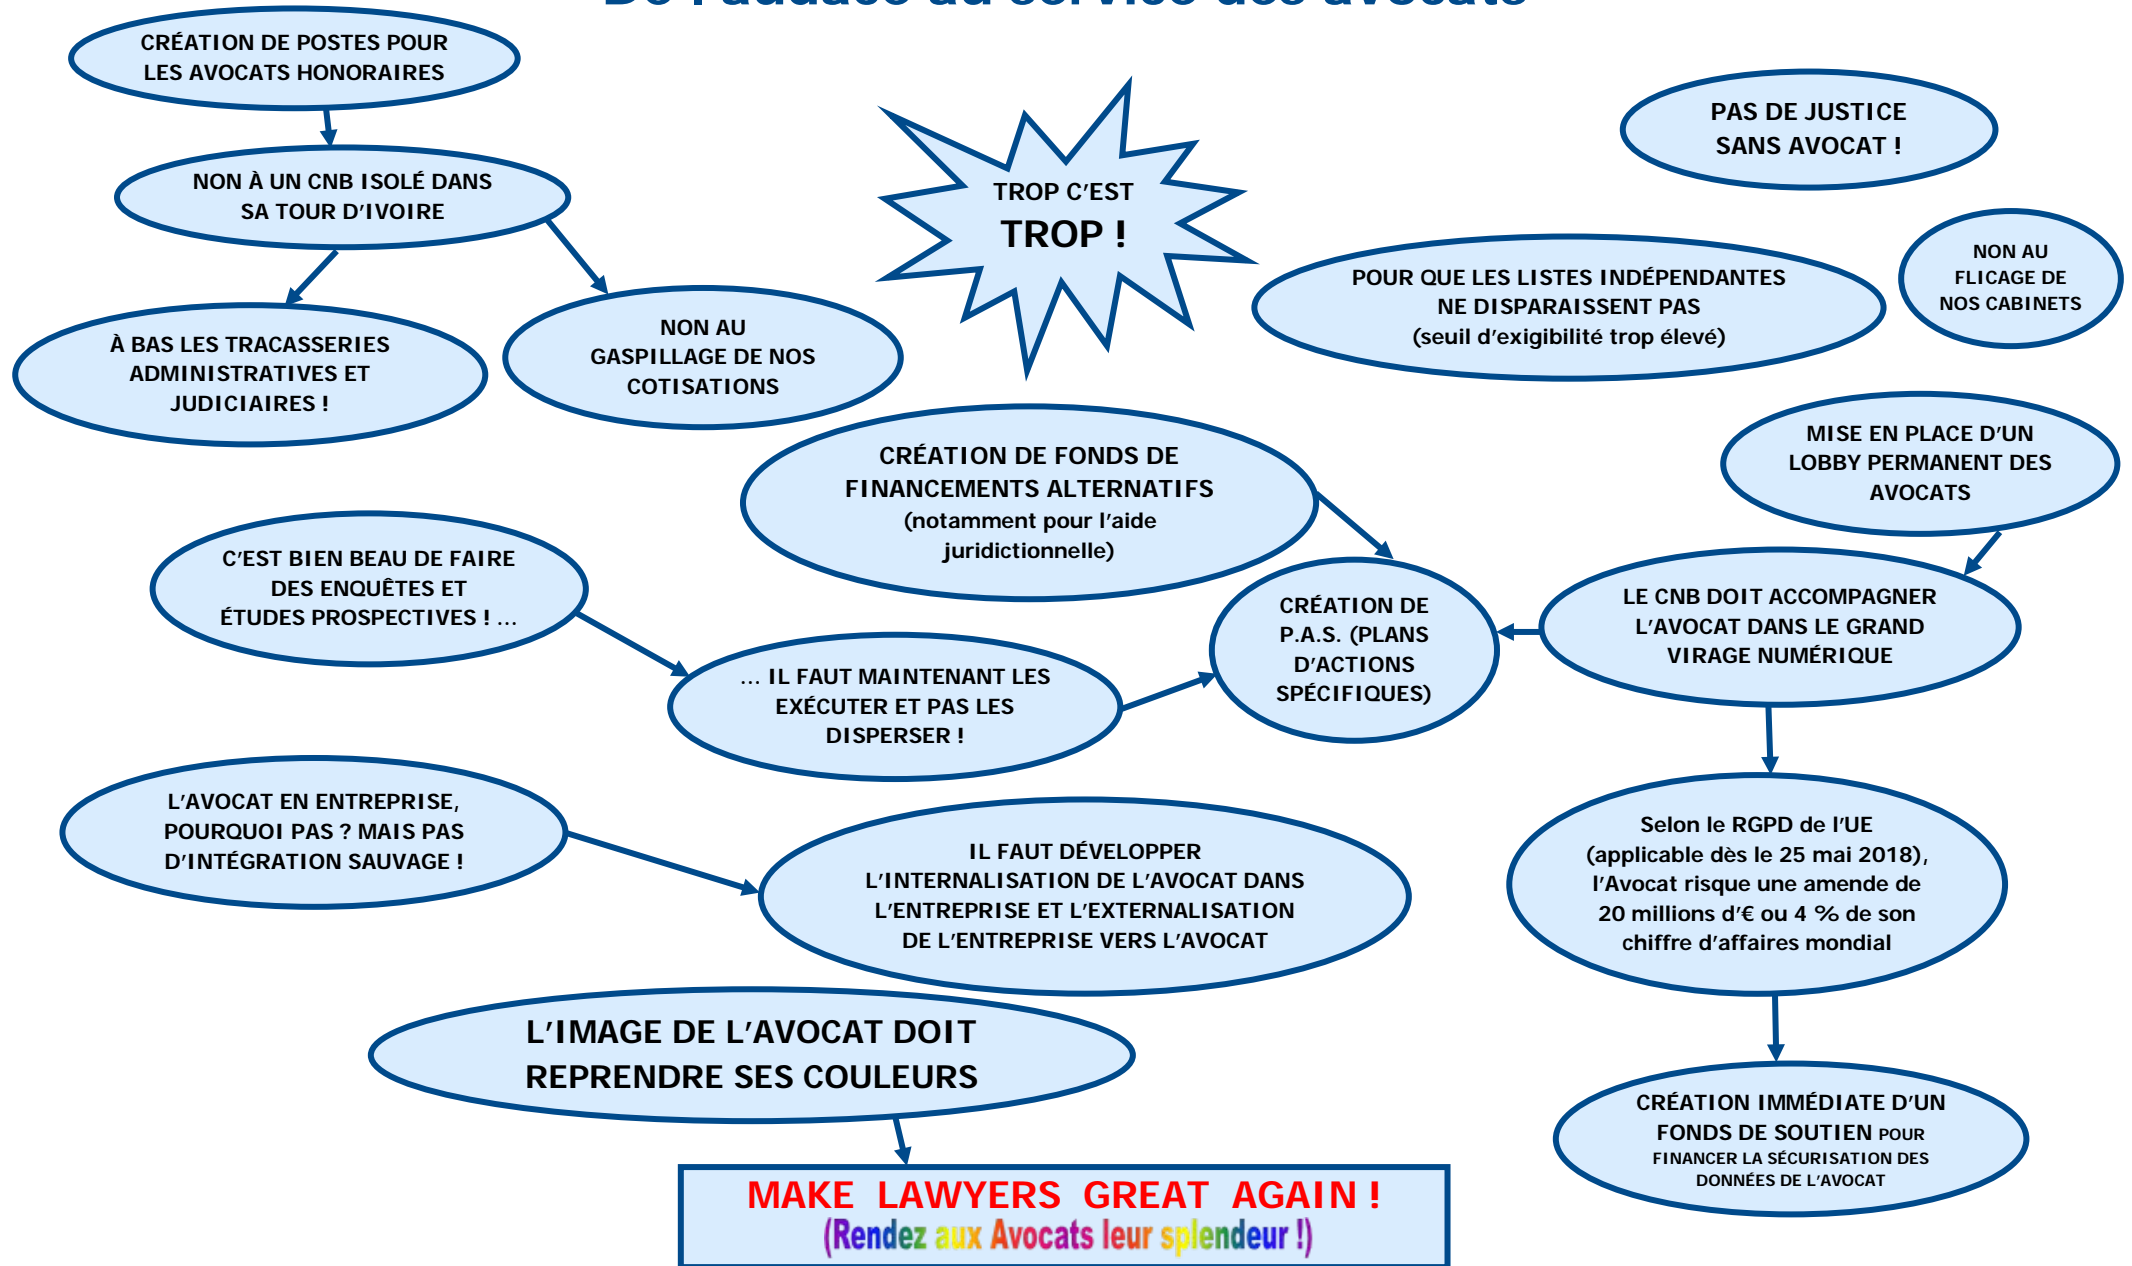 De l'audace au service des avocats
CRÉATION DE POSTES POUR
LES AVOCATS HONORAIRES
NON À UN CNB ISOLÉ DANS
SA TOUR D'IVOIRE
À BAS LES TRACASSERIES
ADMINISTRATIVES ET
JUDICIAIRES !
NON AU
GASPILLAGE DE NOS
COTISATIONS
TROP C'EST
TROP !
PAS DE JUSTICE
SANS AVOCAT !
NON AU
FLICAGE DE
NOS CABINETS
POUR QUE LES LISTES INDÉPENDANTES
NE DISPARAISSENT PAS
(seuil d'exigibilité trop élevé)
MISE EN PLACE D'UN
LOBBY PERMANENT DES
AVOCATS
CRÉATION DE FONDS DE
FINANCEMENTS ALTERNATIFS
(notamment pour l'aide
juridictionnelle)
C'EST BIEN BEAU DE FAIRE
DES ENQUÊTES ET
ÉTUDES PROSPECTIVES ! ...
... IL FAUT MAINTENANT LES
EXÉCUTER ET PAS LES
DISPERSER !
CRÉATION DE
P.A.S. (PLANS
D'ACTIONS
SPÉCIFIQUES)
LE CNB DOIT ACCOMPAGNER
L'AVOCAT DANS LE GRAND
VIRAGE NUMÉRIQUE
L'AVOCAT EN ENTREPRISE,
POURQUOI PAS ? MAIS PAS
D'INTÉGRATION SAUVAGE !
IL FAUT DÉVELOPPER
L'INTERNALISATION DE L'AVOCAT DANS
L'ENTREPRISE ET L'EXTERNALISATION
DE L'ENTREPRISE VERS L'AVOCAT
Selon le RGPD de l'UE
(applicable dès le 25 mai 2018),
l'Avocat risque une amende de
20 millions d'€ ou 4 % de son
chiffre d'affaires mondial
L'IMAGE DE L'AVOCAT DOIT
REPRENDRE SES COULEURS
CRÉATION IMMÉDIATE D'UN
FONDS DE SOUTIEN POUR
FINANCER LA SÉCURISATION DES
DONNÉES DE L'AVOCAT
MAKE LAWYERS GREAT AGAIN !
(Rendez aux Avocats leur splendeur !)